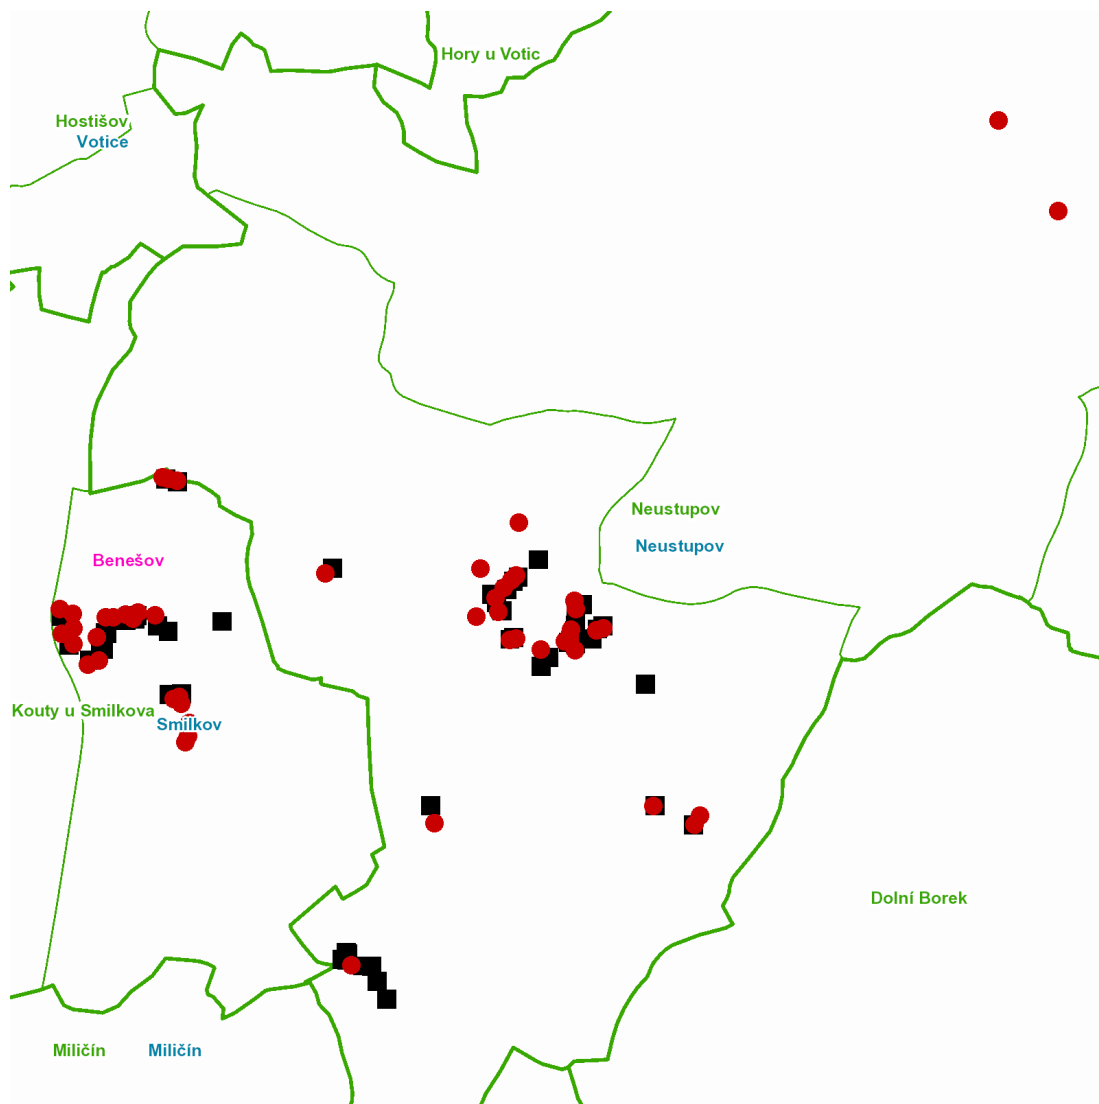 Hory u Votic
Hostišov
Votice
Neustupov
Neustupov
Benešov
Kouty u Smilkova
Smilkov
Dolní Borek
Miličín
Miličín